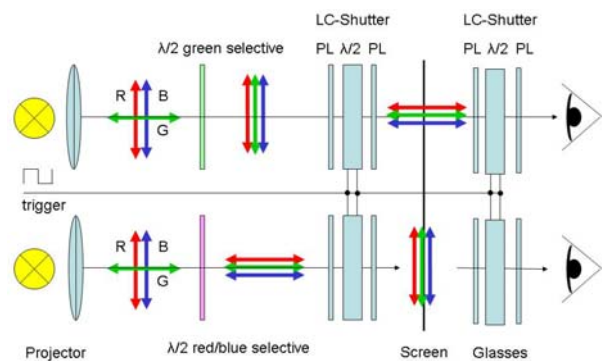 LC-Shutter LC-Shutter
λ/2 green selective PL λ/2 PL PL λ/2 PL
R B
G
trigger
R B
G
Projector λ/2 red/blue selective Screen Glasses